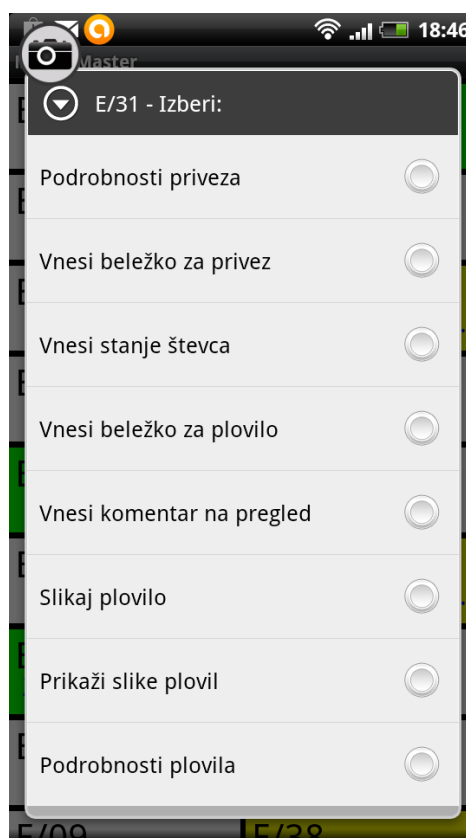 18:46
Master
E/31 - Izberi:
Podrobnosti priveza
Vnesi beležko za privez
Vnesi stanje števca
Vnesi beležko za plovilo
Vnesi komentar na pregled
Slikaj plovilo
Prikaži slike plovil
Podrobnosti plovila
E/09 E/38